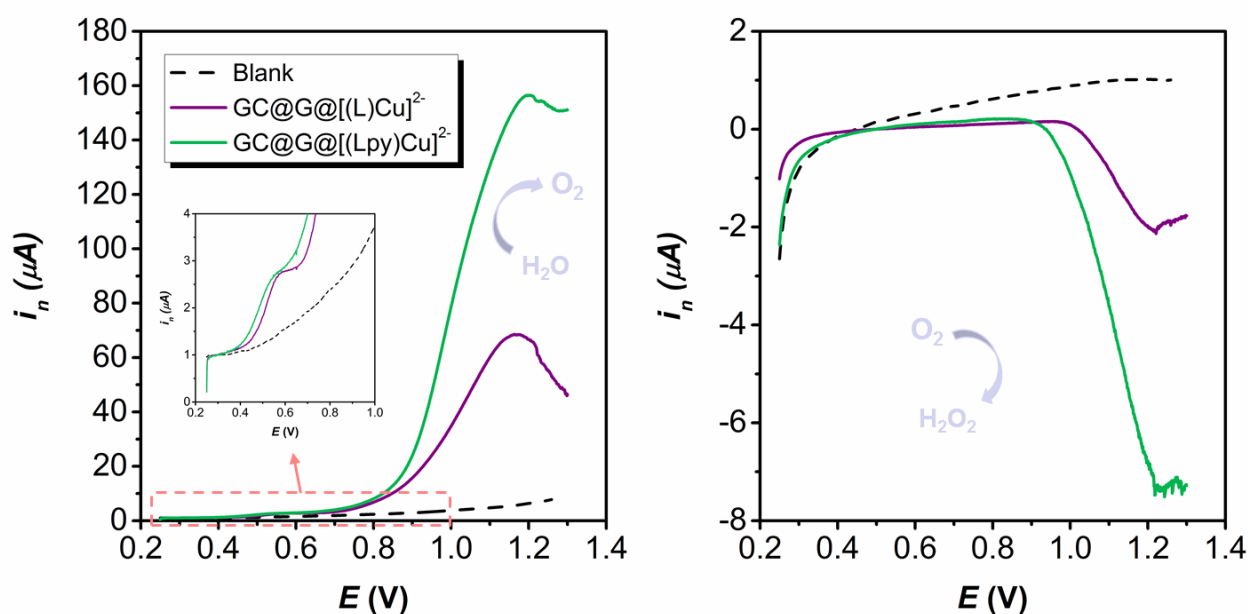 180
160
140
120
100
80
60
40
20
0
i_n (μA)
Blank
GC@G@[(L)Cu]²⁻
GC@G@[(Lpy)Cu]²⁻
O₂
H₂O
4
3
2
1
0
i_n (μA)
0.2 0.4 0.6 0.8 1.0
E (V)
0.2 0.4 0.6 0.8 1.0 1.2 1.4
E (V)
2
0
-2
-4
-6
-8
i_n (μA)
O₂
H₂O₂
0.2 0.4 0.6 0.8 1.0 1.2 1.4
E (V)